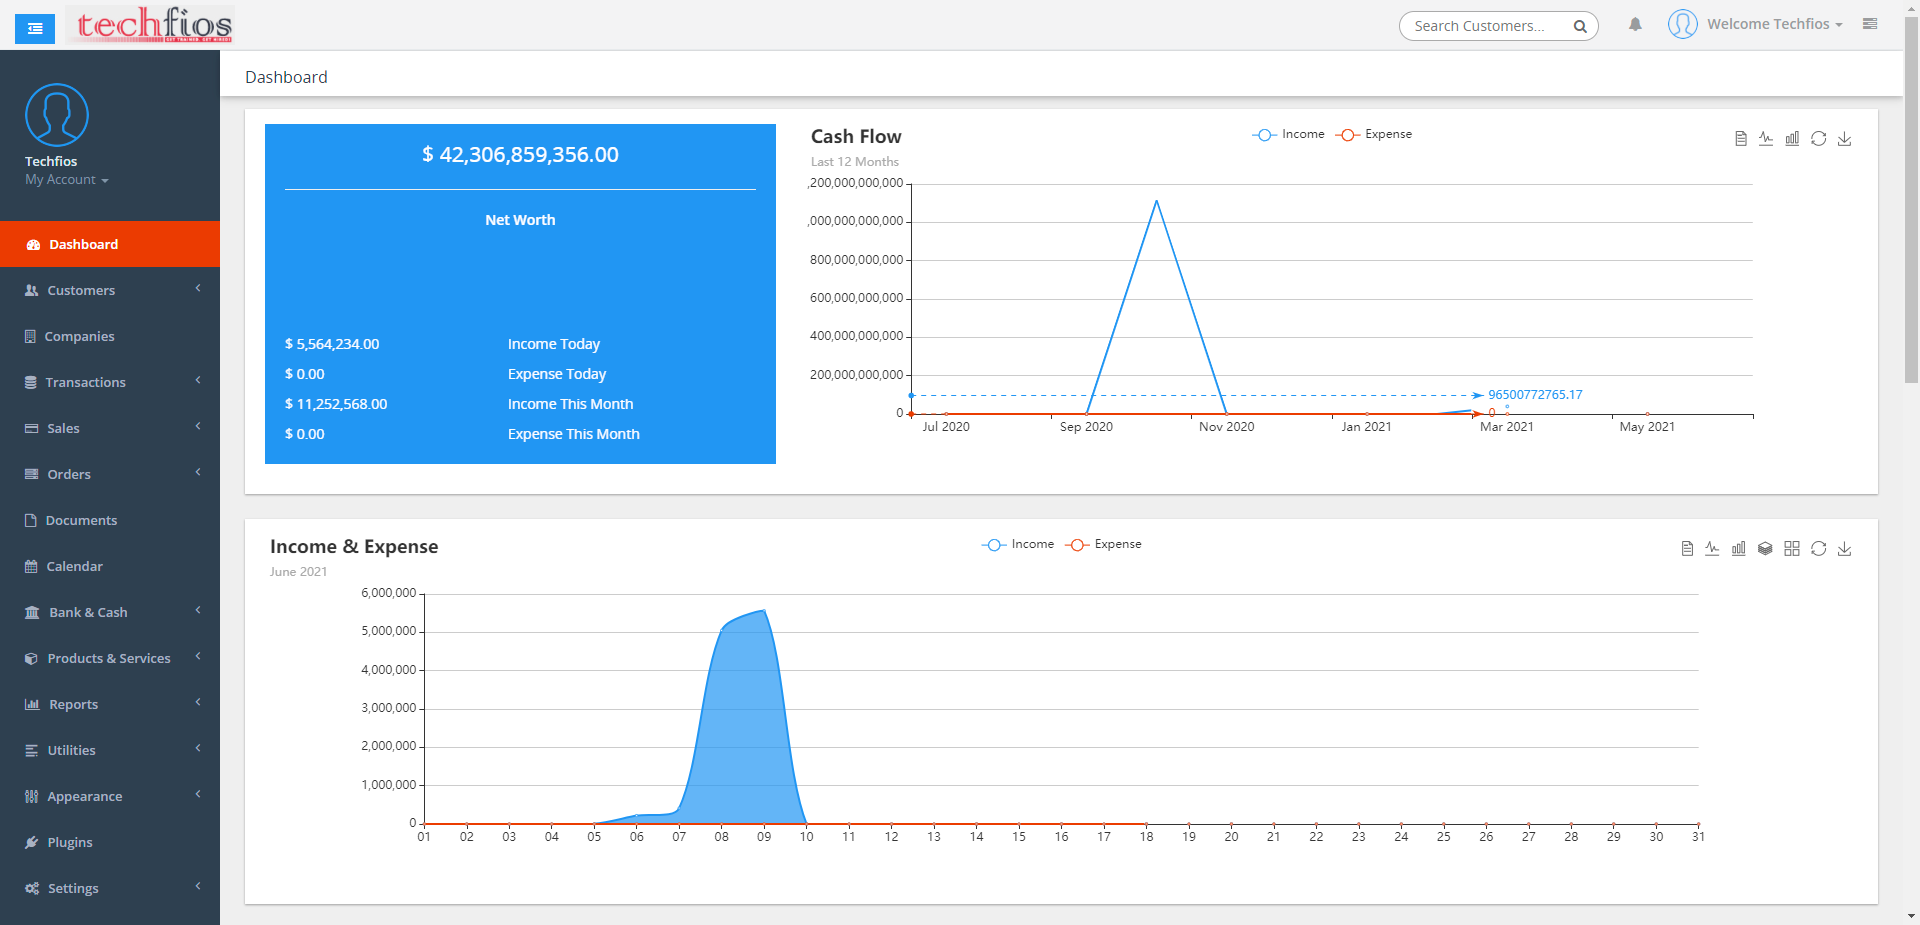 techfios
GET TRAINED. GET HIRED!
Search Customers...
Welcome Techfios
Techfios
My Account
Dashboard
Customers
Companies
Transactions
Sales
Orders
Documents
Calendar
Bank & Cash
Products & Services
Reports
Utilities
Appearance
Plugins
Settings
Dashboard
$ 42,306,859,356.00
Net Worth
$ 5,564,234.00 Income Today
$ 0.00 Expense Today
$ 11,252,568.00 Income This Month
$ 0.00 Expense This Month
Cash Flow
Last 12 Months
Income Expense
,200,000,000,000
,000,000,000,000
800,000,000,000
600,000,000,000
400,000,000,000
200,000,000,000
0
96500772765.17
0
Jul 2020 Sep 2020 Nov 2020 Jan 2021 Mar 2021 May 2021
Income & Expense
June 2021
Income Expense
6,000,000
5,000,000
4,000,000
3,000,000
2,000,000
1,000,000
0
01 02 03 04 05 06 07 08 09 10 11 12 13 14 15 16 17 18 19 20 21 22 23 24 25 26 27 28 29 30 31